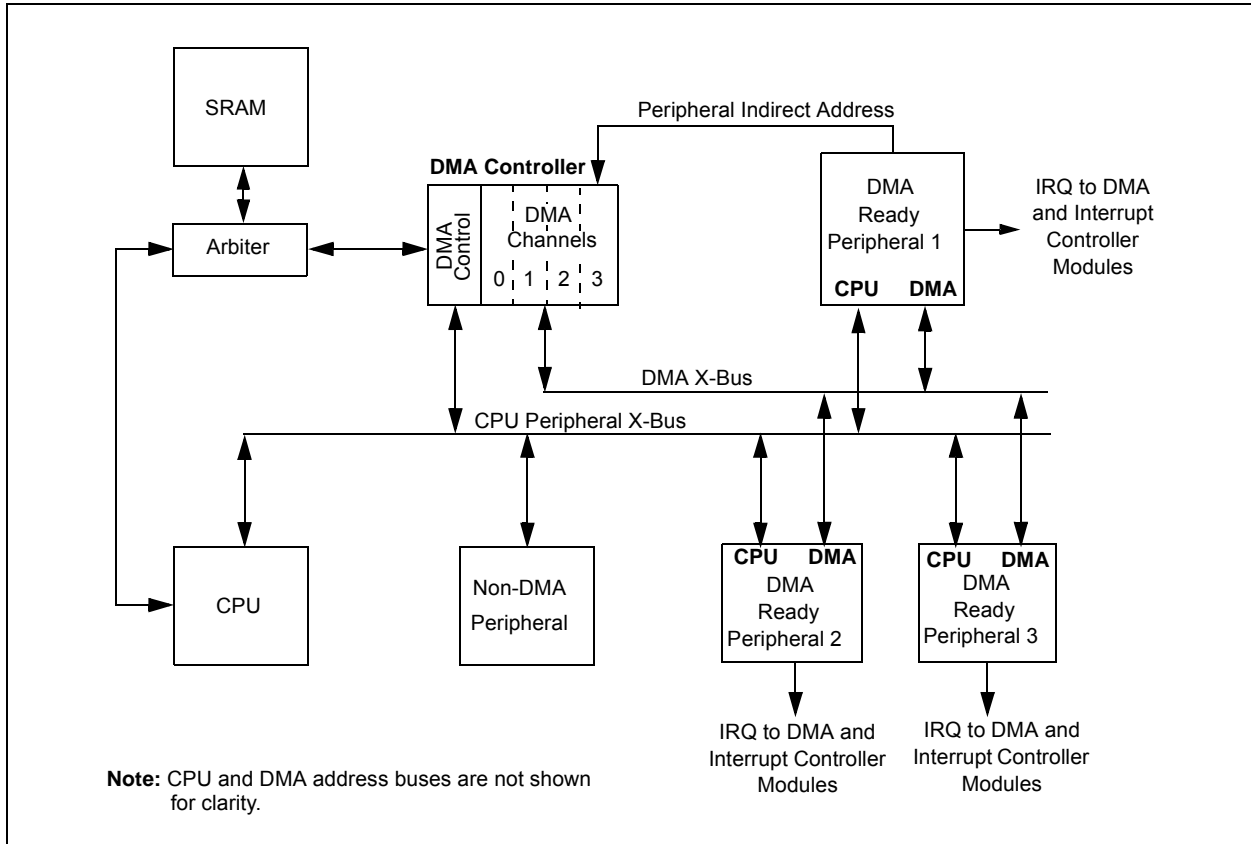 SRAM
Peripheral Indirect Address
DMA Controller
DMA
Ready
Peripheral 1
IRQ to DMA
and Interrupt
Controller
Modules
Arbiter
DMA
Control
DMA
Channels
0 1 2 3
CPU DMA
DMA X-Bus
CPU Peripheral X-Bus
CPU
Non-DMA
Peripheral
CPU DMA
DMA
Ready
Peripheral 2
CPU DMA
DMA
Ready
Peripheral 3
IRQ to DMA and
Interrupt Controller
Modules
IRQ to DMA and
Interrupt Controller
Modules
Note: CPU and DMA address buses are not shown
for clarity.